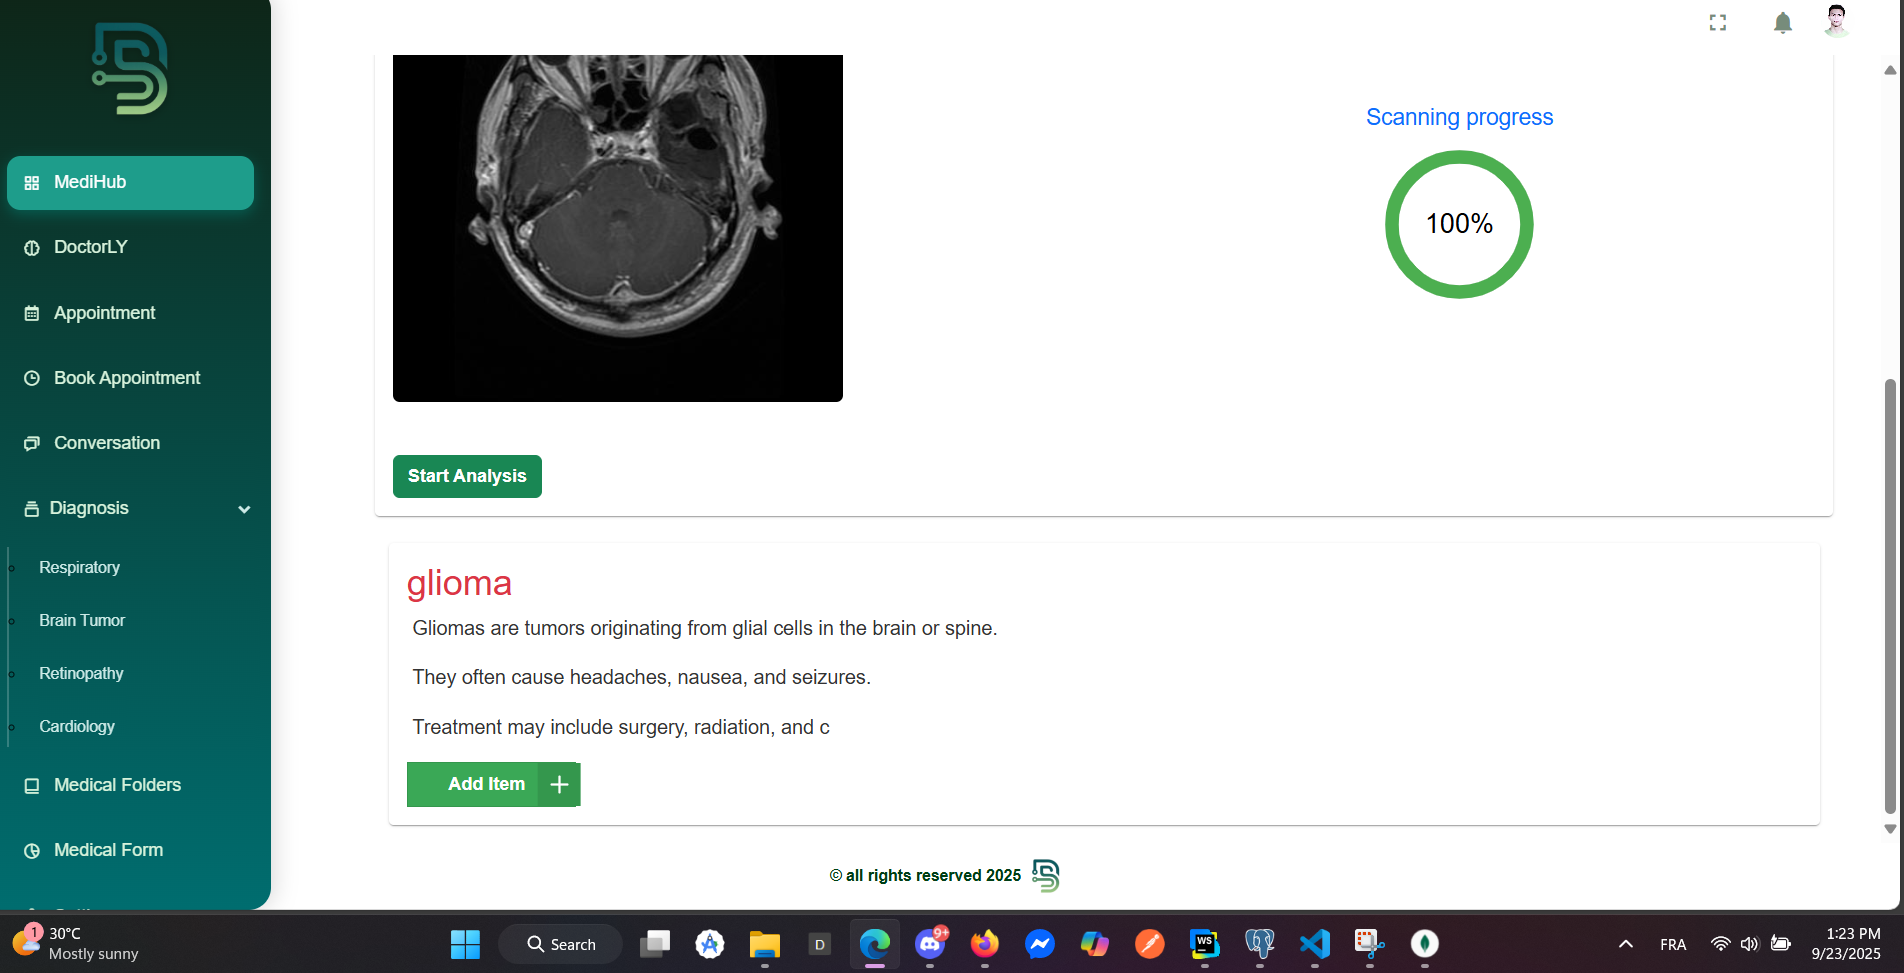 MediHub
DoctorLY
Appointment
Book Appointment
Conversation
Diagnosis
Respiratory
Brain Tumor
Retinopathy
Cardiology
Medical Folders
Medical Form
Scanning progress
100%
Start Analysis
glioma
Gliomas are tumors originating from glial cells in the brain or spine.
They often cause headaches, nausea, and seizures.
Treatment may include surgery, radiation, and c
Add Item +
© all rights reserved 2025
1
30°C
Mostly sunny
Search
D
9+
WS
FRA
1:23 PM
9/23/2025